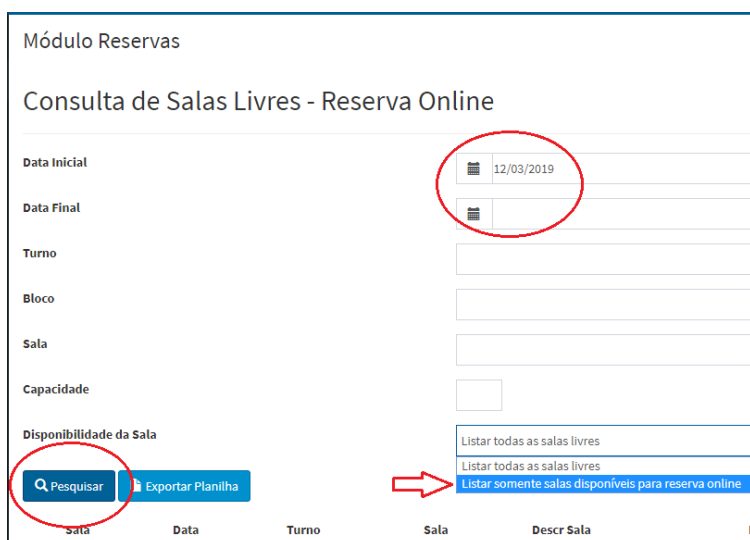 Módulo Reservas
Consulta de Salas Livres - Reserva Online
Data Inicial
12/03/2019
Data Final
Turno
Bloco
Sala
Capacidade
Disponibilidade da Sala
Listar todas as salas livres
Listar todas as salas livres
Pesquisar Exportar Planilha
Listar somente salas disponíveis para reserva online
Sala Data Turno Sala Descr Sala